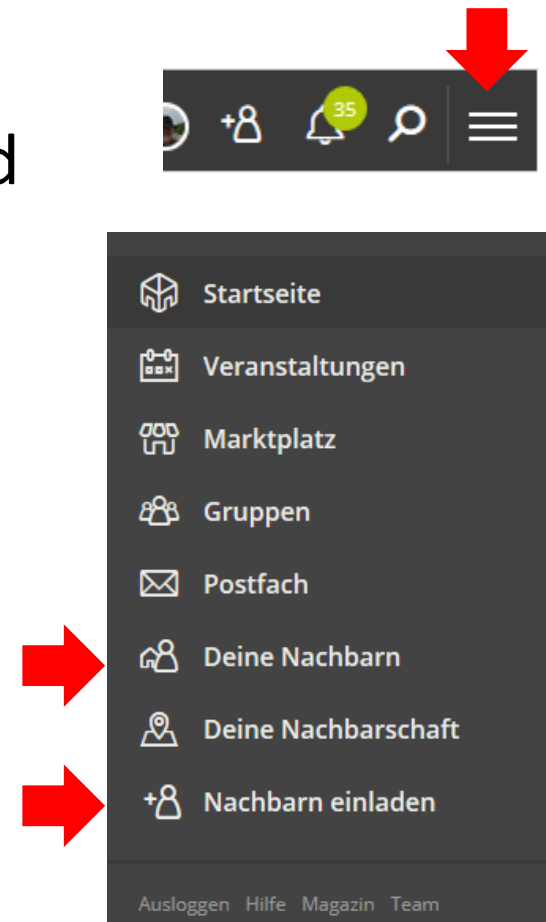 d
35
Startseite
Veranstaltungen
Marktplatz
Gruppen
Postfach
Deine Nachbarn
Deine Nachbarschaft
Nachbarn einladen
Ausloggen Hilfe Magazin Team